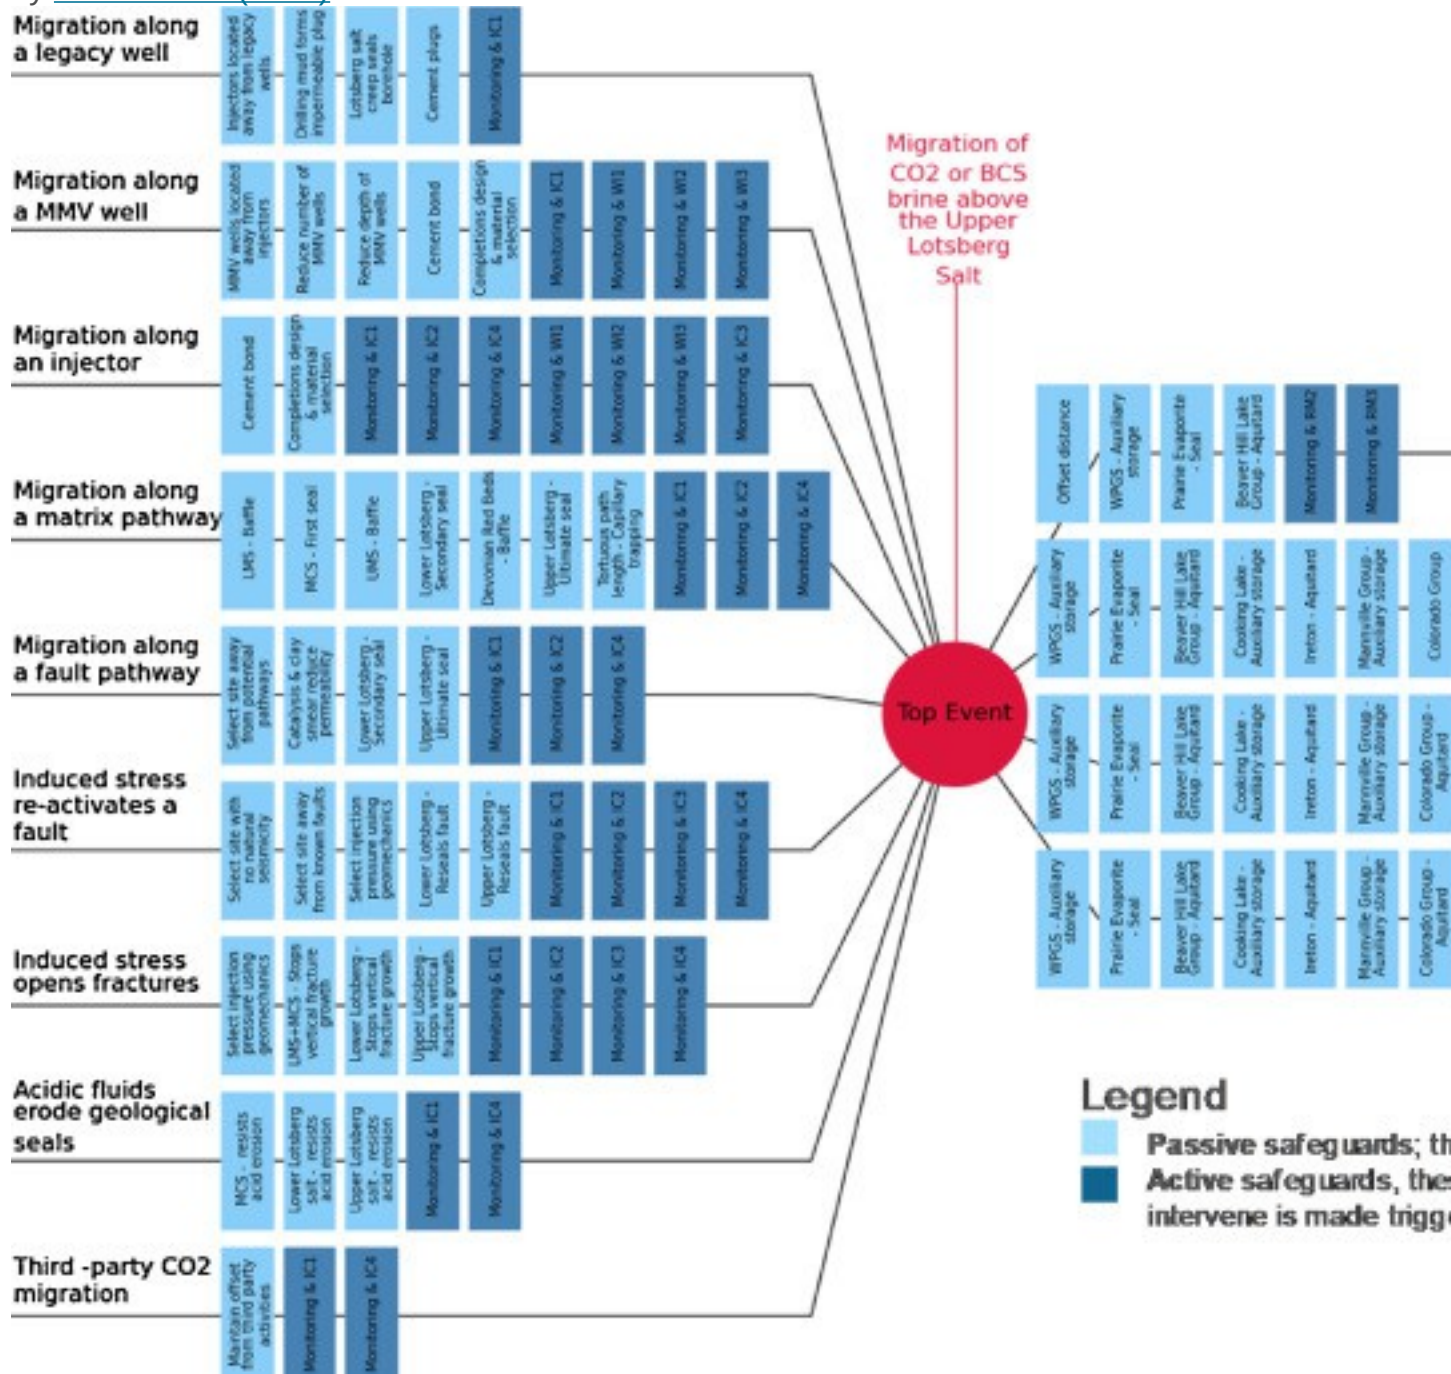 Migration along
a legacy well
Injectors located
away from legacy
wells
Drilling mud forms
impermeable plug
Lotsberg salt
creep seals
borehole
Cement plugs
Monitoring & IC1
Migration along
a MMV well
MMV wells located
away from
injectors
Reduce number of
MMV wells
Reduce depth of
MMV wells
Cement bond
Completions design
& material
selection
Monitoring & IC1
Monitoring & WI1
Monitoring & WI2
Monitoring & WI3
Migration along
an injector
Cement bond
Completions design
& material
selection
Monitoring & IC1
Monitoring & IC2
Monitoring & IC4
Monitoring & WI1
Monitoring & WI2
Monitoring & WI3
Monitoring & IC3
Migration along
a matrix pathway
LMS - Baffle
MCS - First seal
UMS - Baffle
Lower Lotsberg -
Secondary seal
Devonian Red Beds
- Baffle
Upper Lotsberg -
Ultimate seal
Tortuous path
length - Capillary
trapping
Monitoring & IC1
Monitoring & IC2
Monitoring & IC4
Migration along
a fault pathway
Select site away
from potential
pathways
Catalysis & clay
smear reduce
permeability
Lower Lotsberg -
Secondary seal
Upper Lotsberg -
Ultimate seal
Monitoring & IC1
Monitoring & IC2
Monitoring & IC4
Induced stress
re-activates a
fault
Select site with
no natural
seismicity
Select site away
from known faults
Select injection
pressure using
geomechanics
Lower Lotsberg -
Reseals fault
Upper Lotsberg -
Reseals fault
Monitoring & IC1
Monitoring & IC2
Monitoring & IC3
Monitoring & IC4
Induced stress
opens fractures
Select injection
pressure using
geomechanics
LMS+MCS - Stops
vertical fracture
growth
Lower Lotsberg -
Stops vertical
fracture growth
Upper Lotsberg -
Stops vertical
fracture growth
Monitoring & IC1
Monitoring & IC2
Monitoring & IC3
Monitoring & IC4
Acidic fluids
erode geological
seals
MCS - resists
acid erosion
Lower Lotsberg
salt - resists
acid erosion
Upper Lotsberg
salt - resists
acid erosion
Monitoring & IC1
Monitoring & IC4
Third -party CO2
migration
Maintain offset
from third party
activities
Monitoring & IC1
Monitoring & IC4
Migration of
CO2 or BCS
brine above
the Upper
Lotsberg
Salt
Top Event
Offset distance
WPGS - Auxiliary
storage
Prairie Evaporite
- Seal
Beaver Hill Lake
Group - Aquitard
Monitoring & RM2
Monitoring & RM3
WPGS - Auxiliary
storage
Prairie Evaporite
- Seal
Beaver Hill Lake
Group - Aquitard
Cooking Lake -
Auxiliary storage
Ireton - Aquitard
Mannville Group -
Auxiliary storage
Colorado Group
WPGS - Auxiliary
storage
Prairie Evaporite
- Seal
Beaver Hill Lake
Group - Aquitard
Cooking Lake -
Auxiliary storage
Ireton - Aquitard
Mannville Group -
Auxiliary storage
Colorado Group -
Aquitard
WPGS - Auxiliary
storage
Prairie Evaporite
- Seal
Beaver Hill Lake
Group - Aquitard
Cooking Lake -
Auxiliary storage
Ireton - Aquitard
Mannville Group -
Auxiliary storage
Colorado Group -
Aquitard
Legend
Passive safeguards; th
Active safeguards, thes
intervene is made trigg